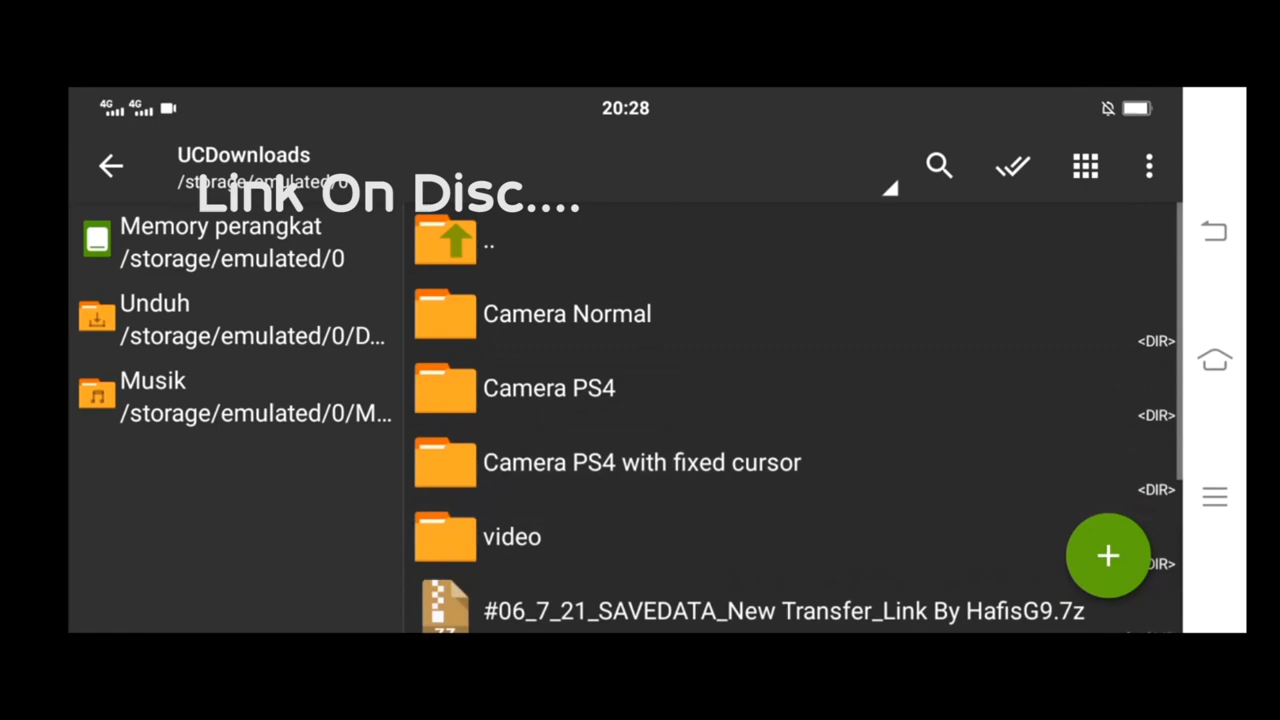 4G 4G
20:28
UCDownloads
/storage/emulated/0
Link On Disc....
Memory perangkat
/storage/emulated/0
Unduh
/storage/emulated/0/D...
Musik
/storage/emulated/0/M...
..
Camera Normal
<DIR>
Camera PS4
<DIR>
Camera PS4 with fixed cursor
<DIR>
video
DIR>
#06_7_21_SAVEDATA_New Transfer_Link By HafisG9.7z